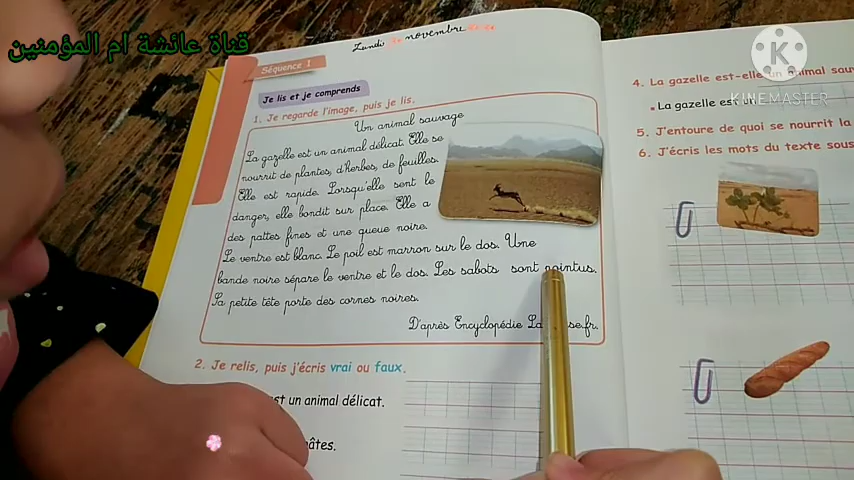 قناة عائشة ام المؤمنين
Lundi novembre
KINEMASTER
Séquence 1
Je lis et je comprends
1. Je regarde l'image, puis je lis.
Un animal sauvage
La gazelle est un animal délicat. Elle se
nourrit de plantes, d'herbes, de feuilles.
Elle est rapide. Lorsqu'elle sent le
danger, elle bondit sur place. Elle a
des pattes fines et une queue noire.
Le ventre est blanc. Le poil est marron sur le dos. Une
bande noire sépare le ventre et le dos. Les sabots sont pointus.
Sa petite tête porte des cornes noires.
D'après Encyclopédie
2. Je relis, puis j'écris vrai ou faux.
est un animal délicat.
4. La gazelle est-elle un animal
La gazelle est un
5. J'entoure de quoi se nourrit la
6. J'écris les mots du texte